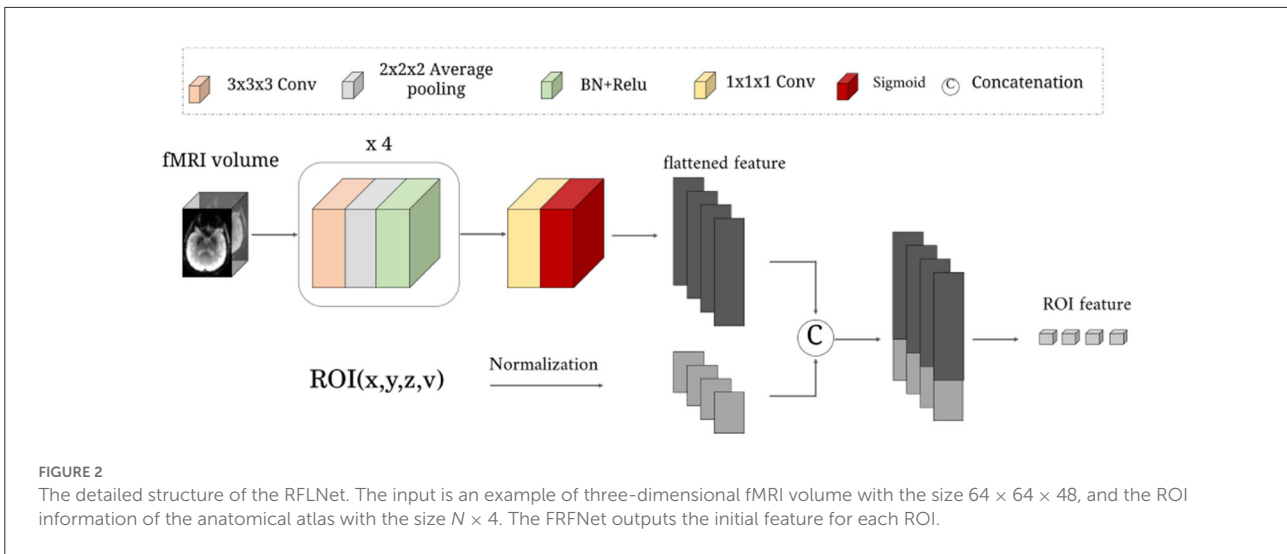 3x3x3 Conv
2x2x2 Average
pooling
BN+Relu
1x1x1 Conv
Sigmoid
C
Concatenation
x 4
fMRI volume
flattened feature
C
ROI feature
ROI(x,y,z,v)
Normalization
FIGURE 2
The detailed structure of the RFLNet. The input is an example of three-dimensional fMRI volume with the size 64 × 64 × 48, and the ROI
information of the anatomical atlas with the size N × 4. The FRFNet outputs the initial feature for each ROI.